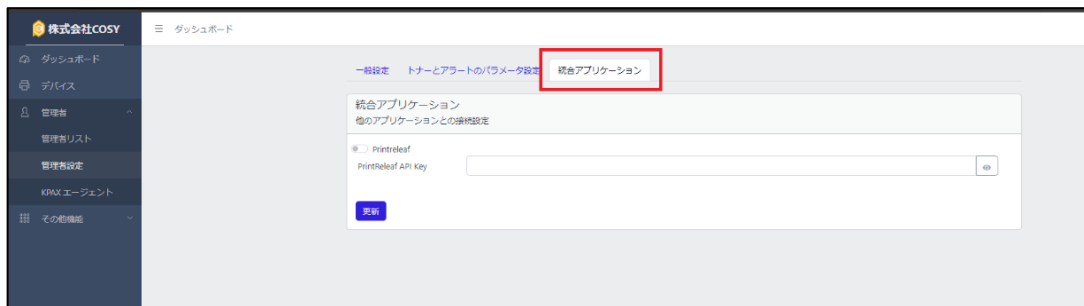 株式会社COSY
ダッシュボード
ダッシュボード
デバイス
管理者
管理者リスト
管理者設定
KPAX エージェント
その他機能
一般設定
トナーとアラートのパラメータ設定
統合アプリケーション
統合アプリケーション
他のアプリケーションとの接続設定
Printreleaf
PrintReleaf API Key
更新